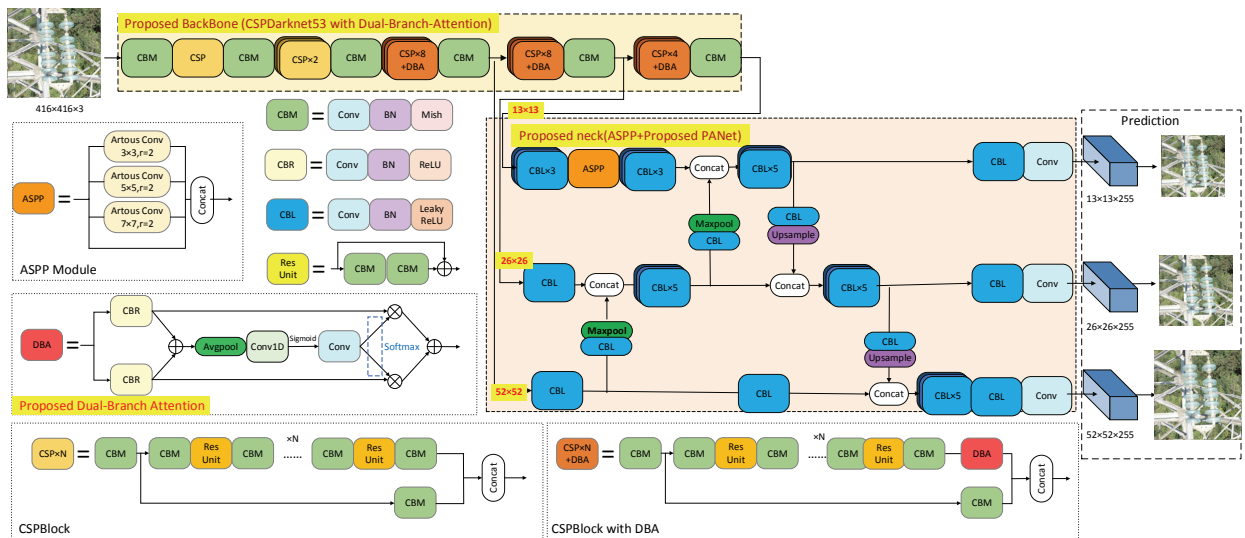 Proposed BackBone (CSPDarknet53 with Dual-Branch-Attention)
CBM
CSP
CBM
CSP×2
CBM
CSP×8
+DBA
CBM
CSP×8
+DBA
CBM
CSP×4
+DBA
CBM
416×416×3
CBM
=
Conv
BN
Mish
CBR
=
Conv
BN
ReLU
CBL
=
Conv
BN
Leaky
ReLU
Res
Unit
=
CBM
CBM
ASPP
=
Artous Conv
3×3,r=2
Artous Conv
5×5,r=2
Artous Conv
7×7,r=2
Concat
ASPP Module
DBA
=
CBR
CBR
Avgpool
Conv1D
Sigmoid
Conv
Softmax
Proposed Dual-Branch Attention
13×13
Proposed neck(ASPP+Proposed PANet)
CBL×3
ASPP
CBL×3
Concat
CBL×5
CBL
Conv
Maxpool
CBL
CBL
Upsample
26×26
CBL
Concat
CBL×5
Concat
CBL×5
CBL
Conv
Maxpool
CBL
CBL
Upsample
52×52
CBL
CBL
Concat
CBL×5
CBL
Conv
Prediction
13×13×255
26×26×255
52×52×255
CSP×N
=
CBM
CBM
Res
Unit
CBM
×N
......
CBM
Res
Unit
CBM
CBM
Concat
CSPBlock
CSP×N
+DBA
=
CBM
CBM
Res
Unit
CBM
×N
......
CBM
Res
Unit
CBM
DBA
CBM
Concat
CSPBlock with DBA